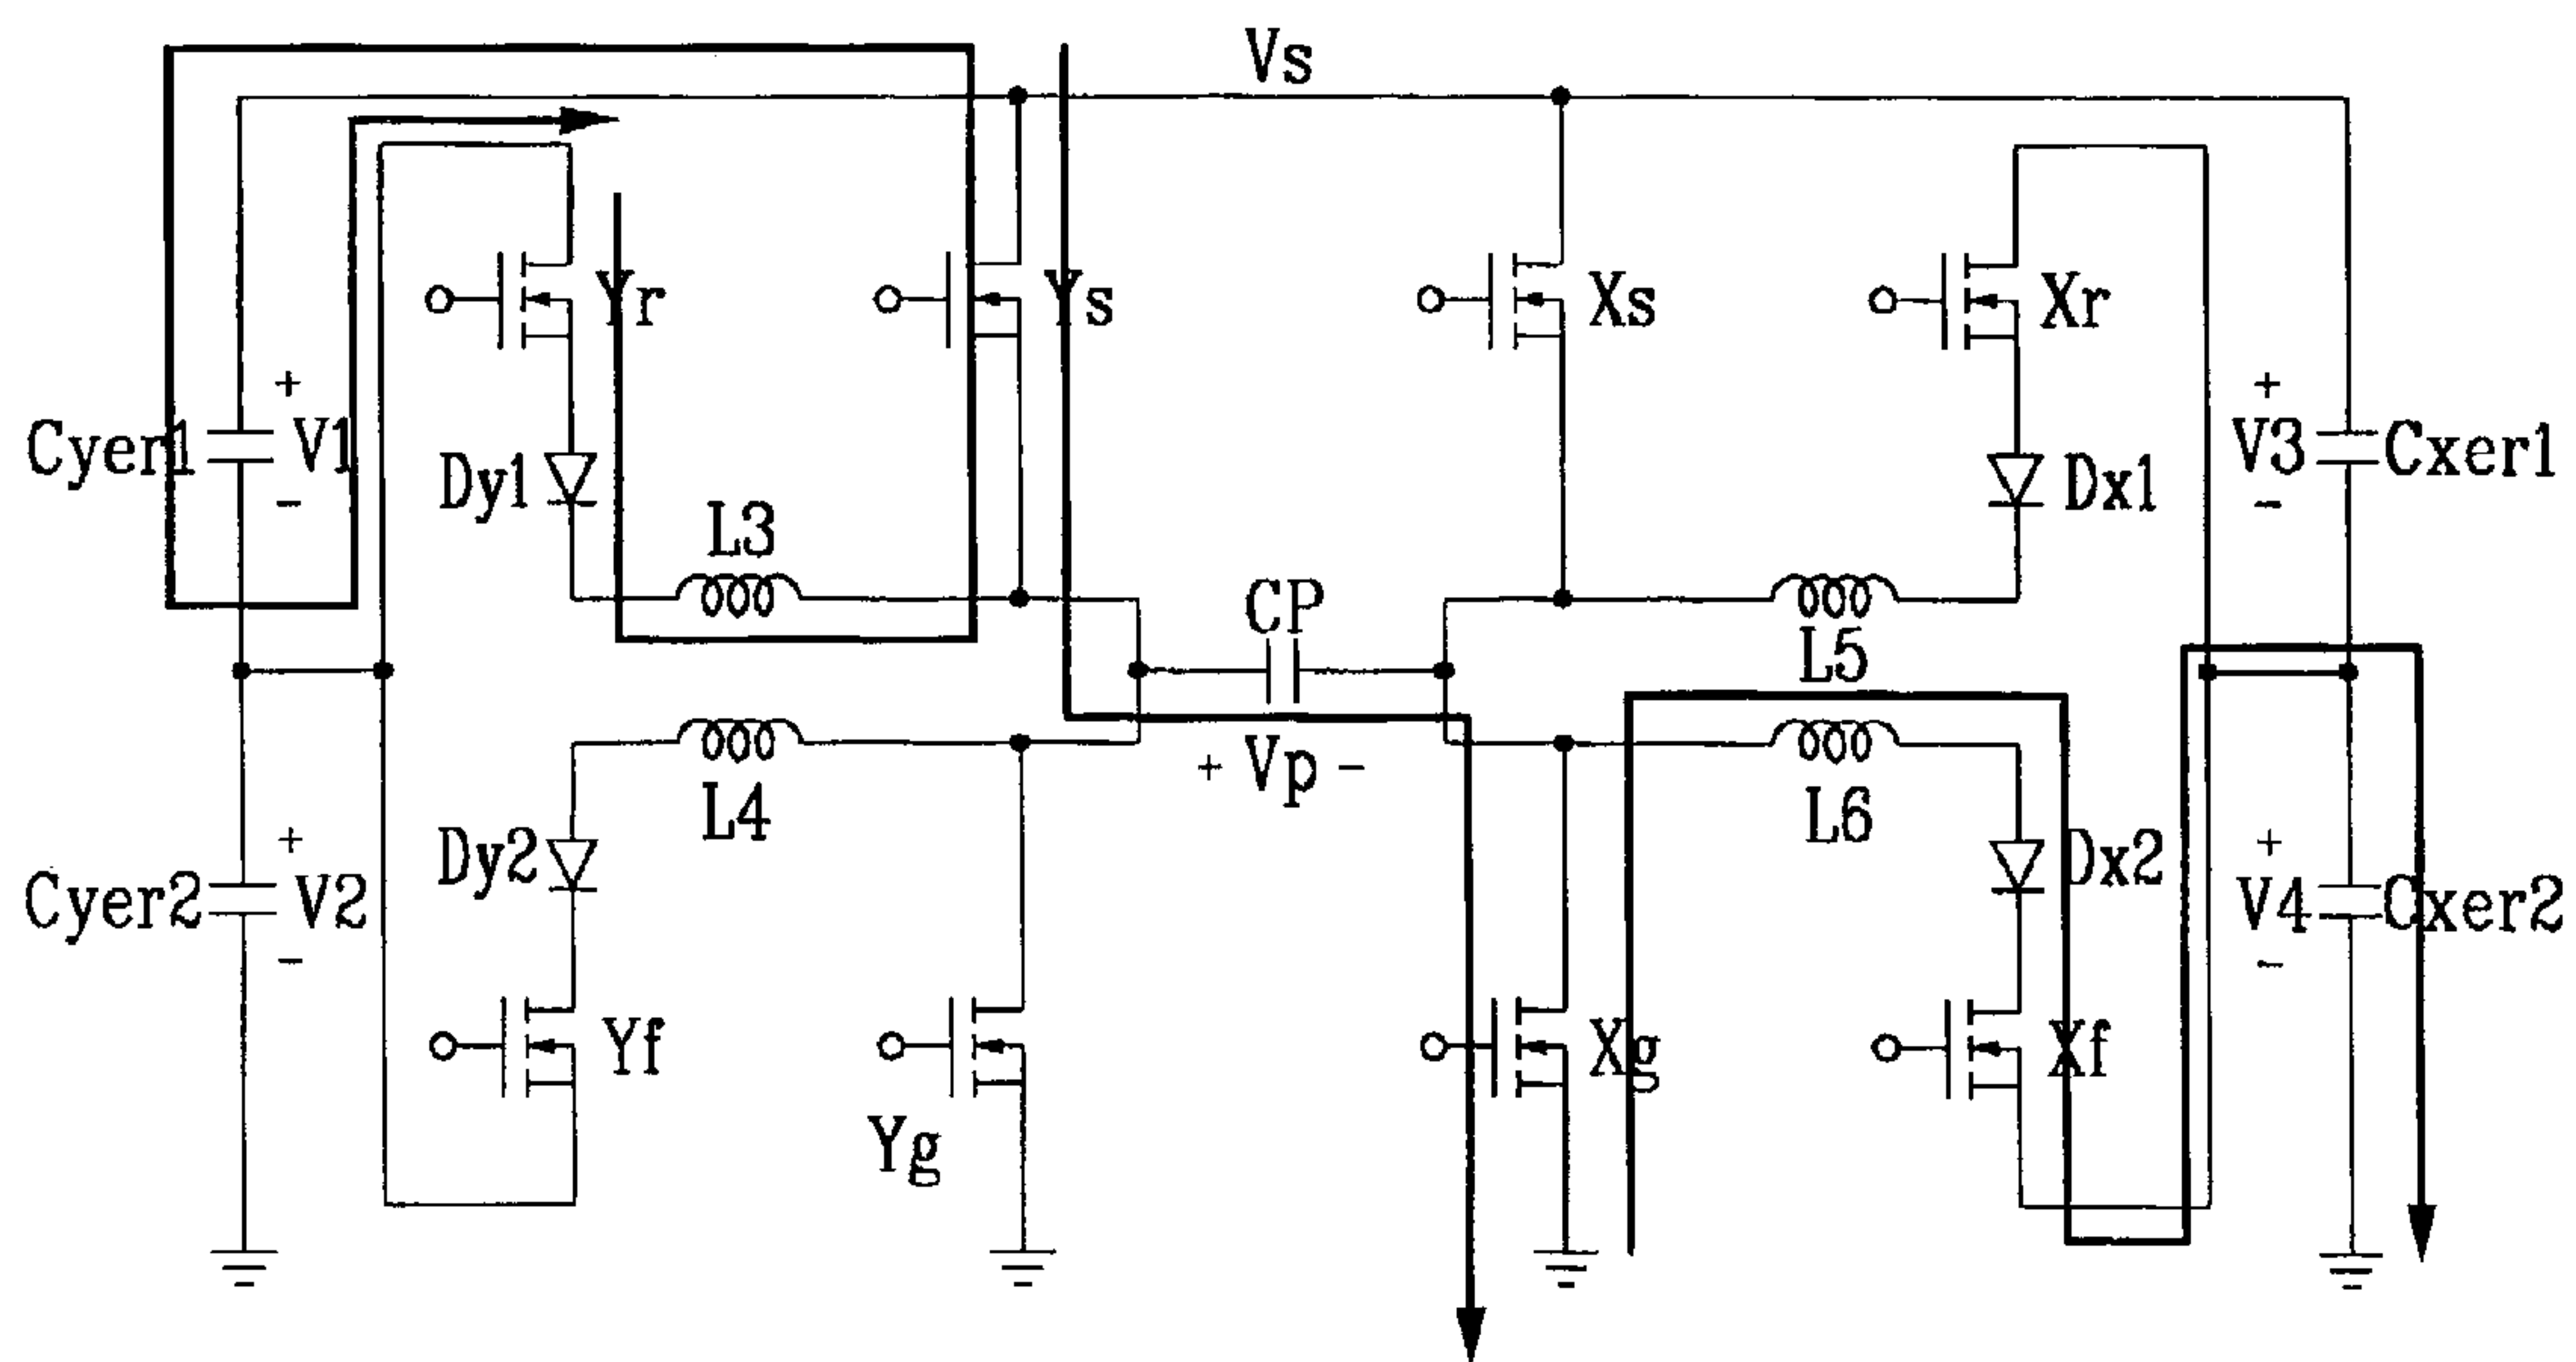 Vs
Yr
Ys
Xs
Xr
+
+
Cyer1
V1
V3
Cxer1
-
-
Dy1
Dx1
L3
CP
L5
+ Vp -
L4
L6
Dy2
Dx2
+
+
Cyer2
V2
V4
Cxer2
-
-
Yf
Xg
Xf
Yg